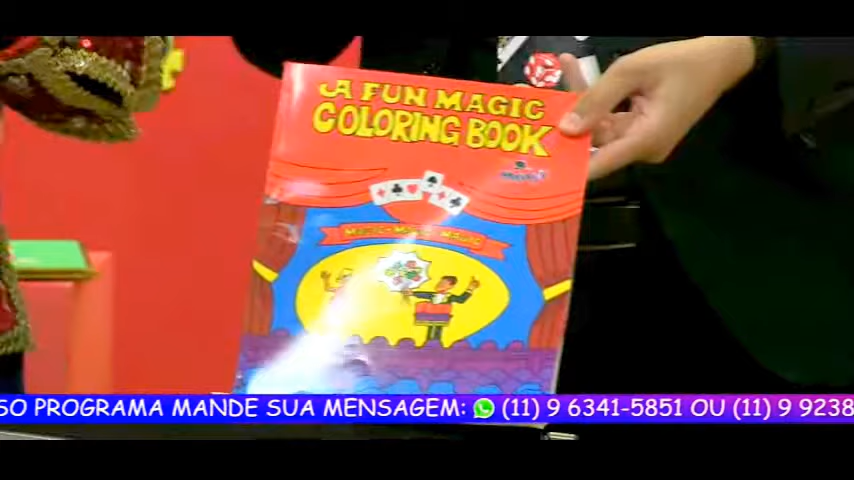 A FUN MAGIC
COLORING BOOK
MAGIC • MAGIC • MAGIC
SO PROGRAMA MANDE SUA MENSAGEM: (11) 9 6341-5851 OU (11) 9 9238